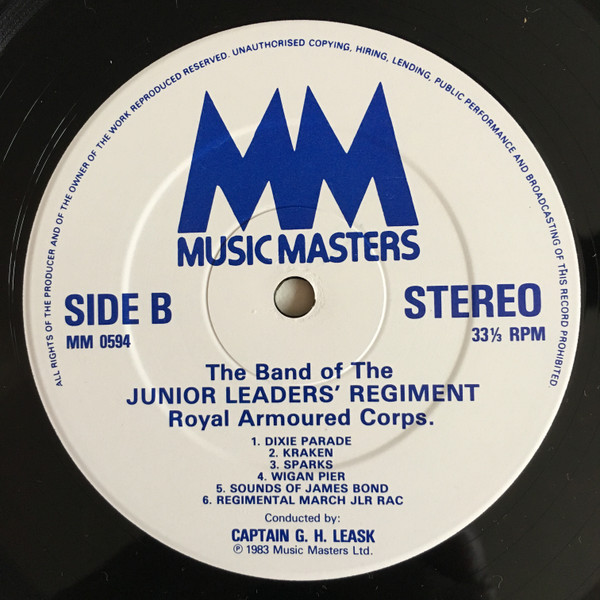 ALL RIGHTS OF THE PRODUCER AND OF THE OWNER OF THE WORK REPRODUCED RESERVED. UNAUTHORISED COPYING, HIRING, LENDING, PUBLIC PERFORMANCE AND BROADCASTING OF THIS RECORD PROHIBITED.
MM
MUSIC MASTERS
SIDE B
STEREO
MM 0594
33⅓ RPM
The Band of The
JUNIOR LEADERS' REGIMENT
Royal Armoured Corps.
1. DIXIE PARADE
2. KRAKEN
3. SPARKS
4. WIGAN PIER
5. SOUNDS OF JAMES BOND
6. REGIMENTAL MARCH JLR RAC
Conducted by:
CAPTAIN G. H. LEASK
℗ 1983 Music Masters Ltd.